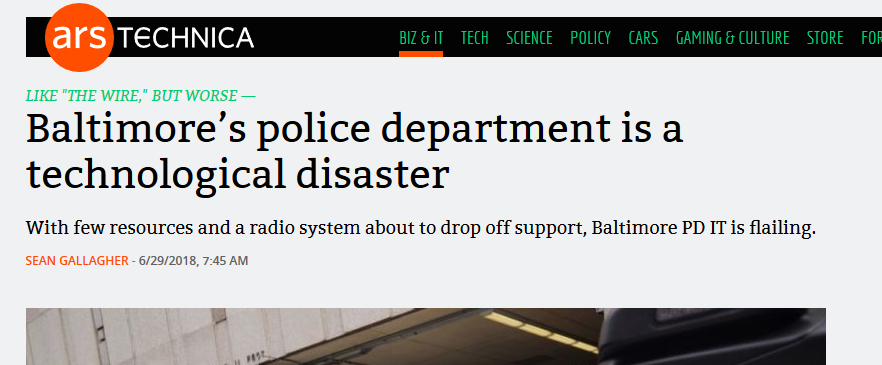 ars TECHNICA
BIZ & IT TECH SCIENCE POLICY CARS GAMING & CULTURE STORE
LIKE "THE WIRE," BUT WORSE —
Baltimore’s police department is a
technological disaster
With few resources and a radio system about to drop off support, Baltimore PD IT is flailing.
SEAN GALLAGHER - 6/29/2018, 7:45 AM